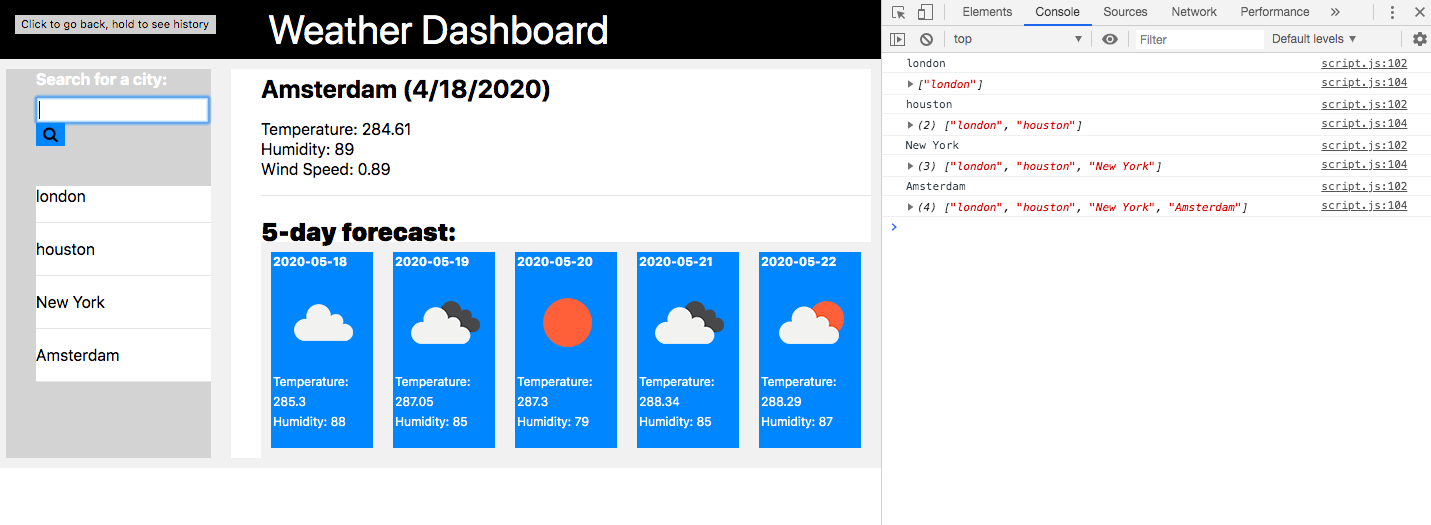 Click to go back, hold to see history
Weather Dashboard
Search for a city:
london
houston
New York
Amsterdam
Amsterdam (4/18/2020)
Temperature: 284.61
Humidity: 89
Wind Speed: 0.89
5-day forecast:
2020-05-18
Temperature:
285.3
Humidity: 88
2020-05-19
Temperature:
287.05
Humidity: 85
2020-05-20
Temperature:
287.3
Humidity: 79
2020-05-21
Temperature:
288.34
Humidity: 85
2020-05-22
Temperature:
288.29
Humidity: 87
Elements Console Sources Network Performance »
top Filter Default levels ▼
london script.js:102
["london"] script.js:104
houston script.js:102
(2) ["london", "houston"] script.js:104
New York script.js:102
(3) ["london", "houston", "New York"] script.js:104
Amsterdam script.js:102
(4) ["london", "houston", "New York", "Amsterdam"] script.js:104